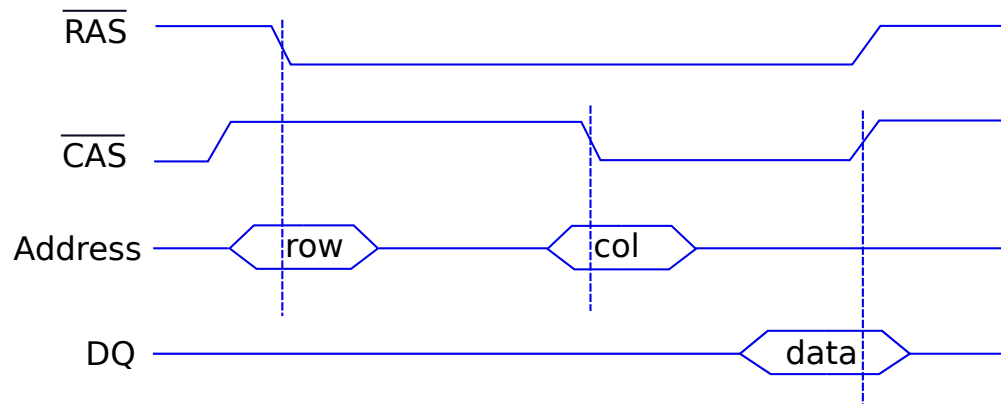 RAS
CAS
Address
row
col
DQ
data